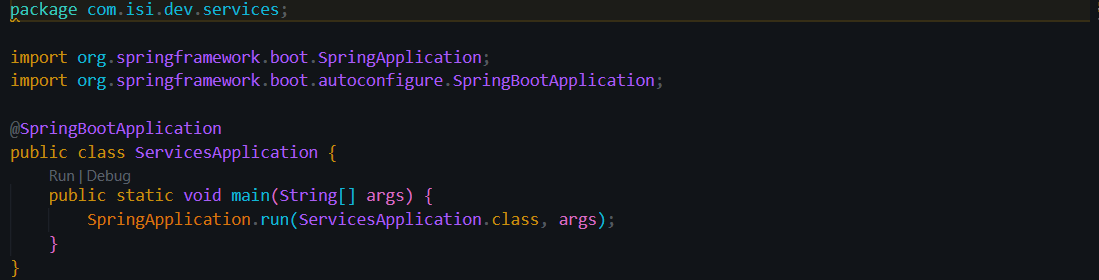 package com.isi.dev.services;
import org.springframework.boot.SpringApplication;
import org.springframework.boot.autoconfigure.SpringBootApplication;
@SpringBootApplication
public class ServicesApplication {
Run | Debug
public static void main(String[] args) {
SpringApplication.run(ServicesApplication.class, args);
}
}